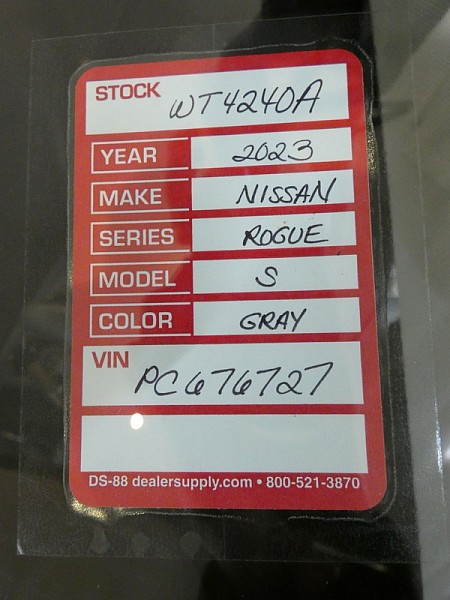 STOCK WT4240A
YEAR 2023
MAKE NISSAN
SERIES ROGUE
MODEL S
COLOR GRAY
VIN
PC676727
DS-88 dealersupply.com • 800-521-3870